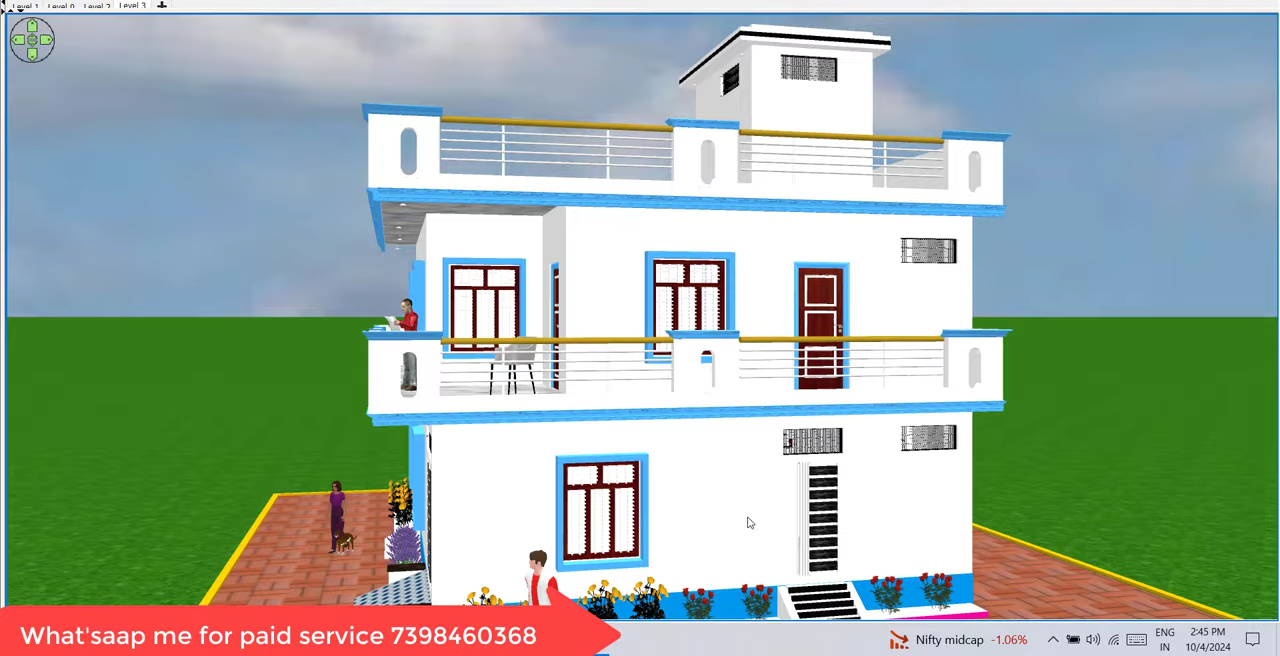 Level 1 Level 0 Level 2 Level 3
What'saap me for paid service 7398460368
Nifty midcap -1.06%
ENG
IN
2:45 PM
10/4/2024